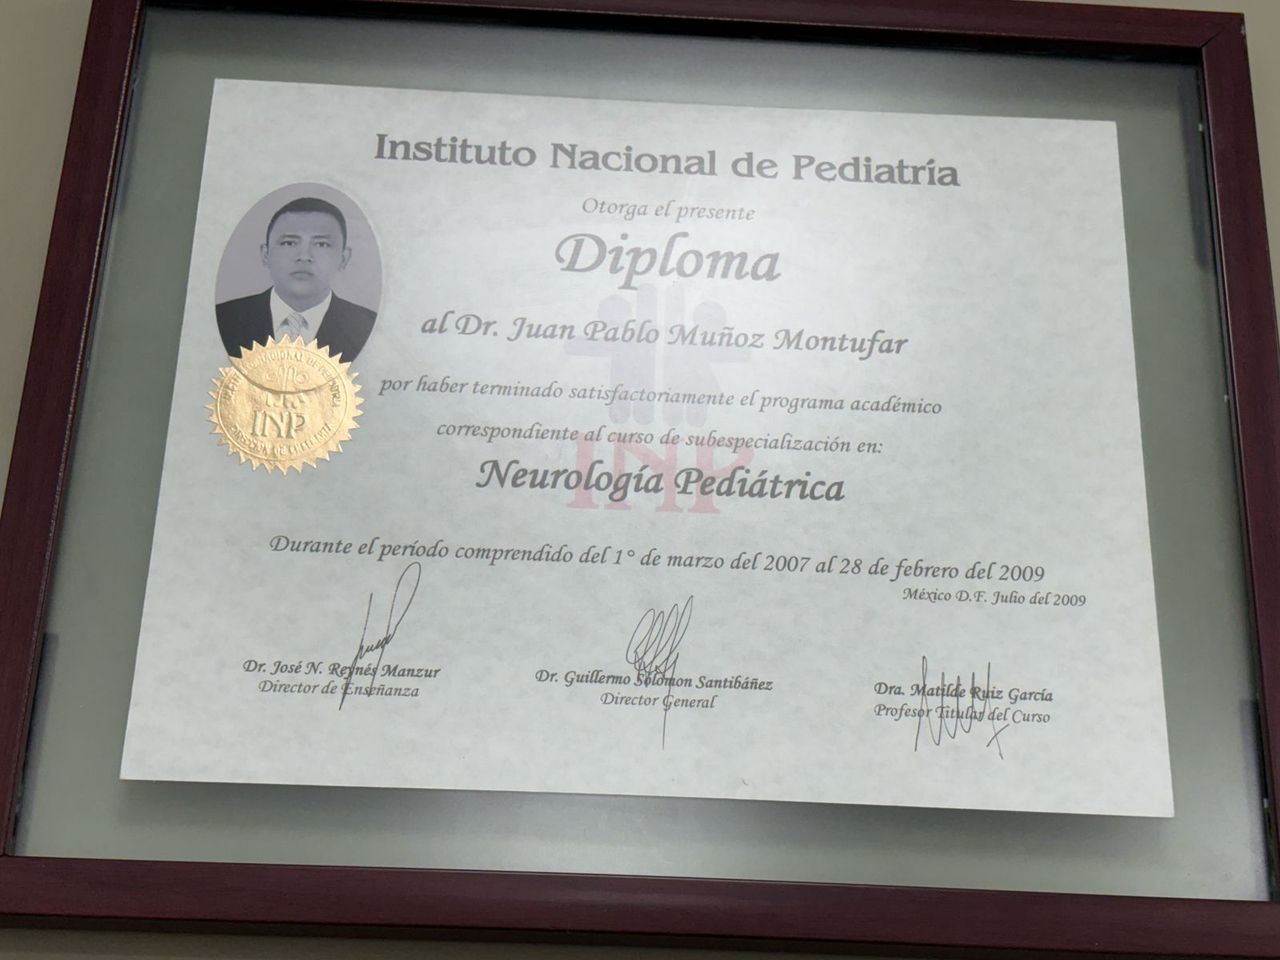 Instituto Nacional de Pediatría
Otorga el presente
Diploma
al Dr. Juan Pablo Muñoz Montufar
por haber terminado satisfactoriamente el programa académico
correspondiente al curso de subespecialización en:
Neurología Pediátrica
INP
INP
Durante el período comprendido del 1° de marzo del 2007 al 28 de febrero del 2009
México D.F. Julio del 2009
Dr. José N. Reynés Manzur
Director de Enseñanza
Dr. Guillermo Solomon Santibáñez
Director General
Dra. Matilde Ruiz García
Profesor Titular del Curso